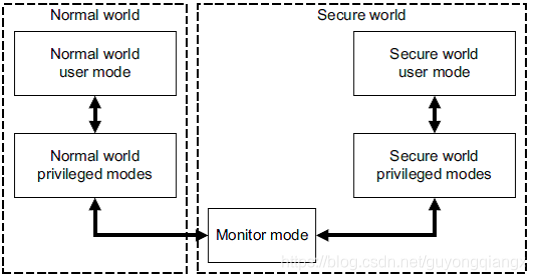 Normal world
Secure world
Normal world
user mode
Secure world
user mode
Normal world
privileged modes
Secure world
privileged modes
Monitor mode
https://blog.csdn.net/guyongqiangx